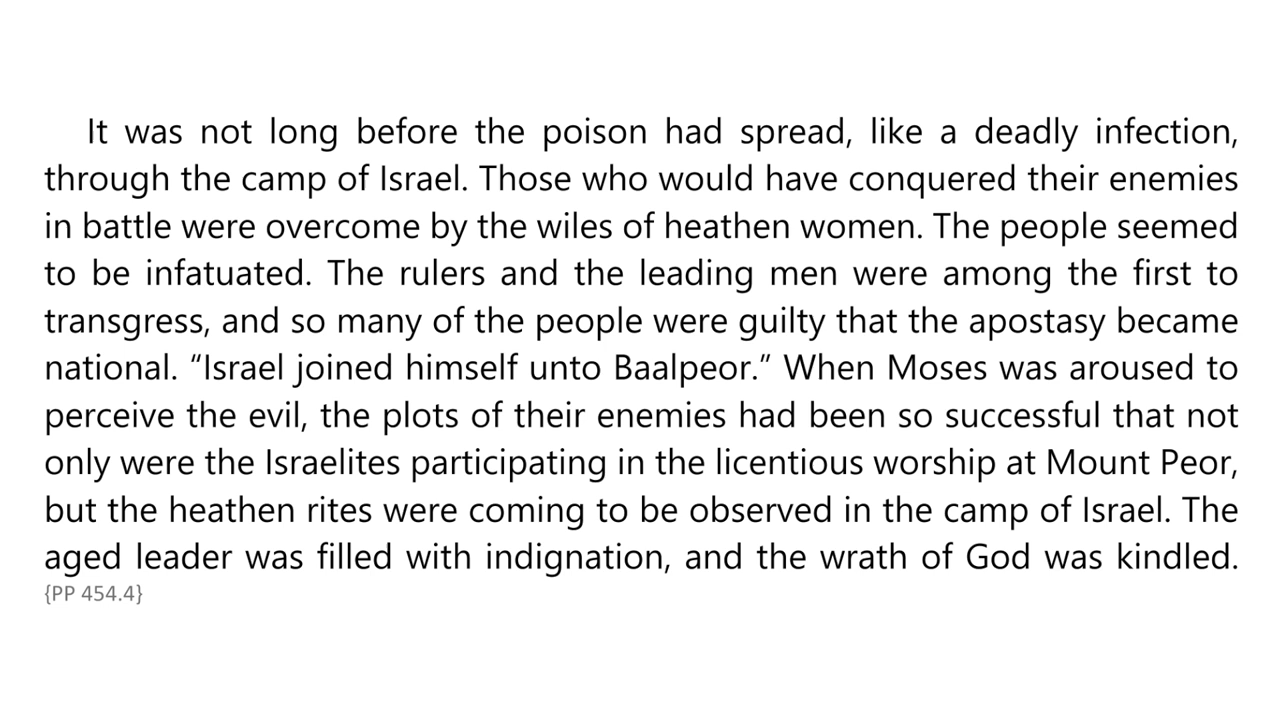 It was not long before the poison had spread, like a deadly infection,
through the camp of Israel. Those who would have conquered their enemies
in battle were overcome by the wiles of heathen women. The people seemed
to be infatuated. The rulers and the leading men were among the first to
transgress, and so many of the people were guilty that the apostasy became
national. “Israel joined himself unto Baalpeor.” When Moses was aroused to
perceive the evil, the plots of their enemies had been so successful that not
only were the Israelites participating in the licentious worship at Mount Peor,
but the heathen rites were coming to be observed in the camp of Israel. The
aged leader was filled with indignation, and the wrath of God was kindled.
{PP 454.4}